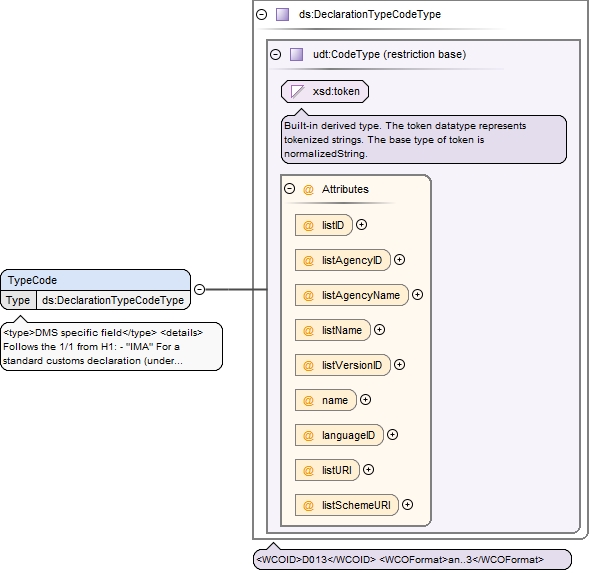 ds:DeclarationTypeCodeType
udt:CodeType (restriction base)
xsd:token
Built-in derived type. The token datatype represents
tokenized strings. The base type of token is
normalizedString.
@ Attributes
@ listID
@ listAgencyID
@ listAgencyName
@ listName
@ listVersionID
@ name
@ languageID
@ listURI
@ listSchemeURI
TypeCode
Type ds:DeclarationTypeCodeType
<type>DMS specific field</type> <details>
Follows the 1/1 from H1: - "IMA" For a
standard customs declaration (under...
<WCOID>D013</WCOID> <WCOFormat>an..3</WCOFormat>